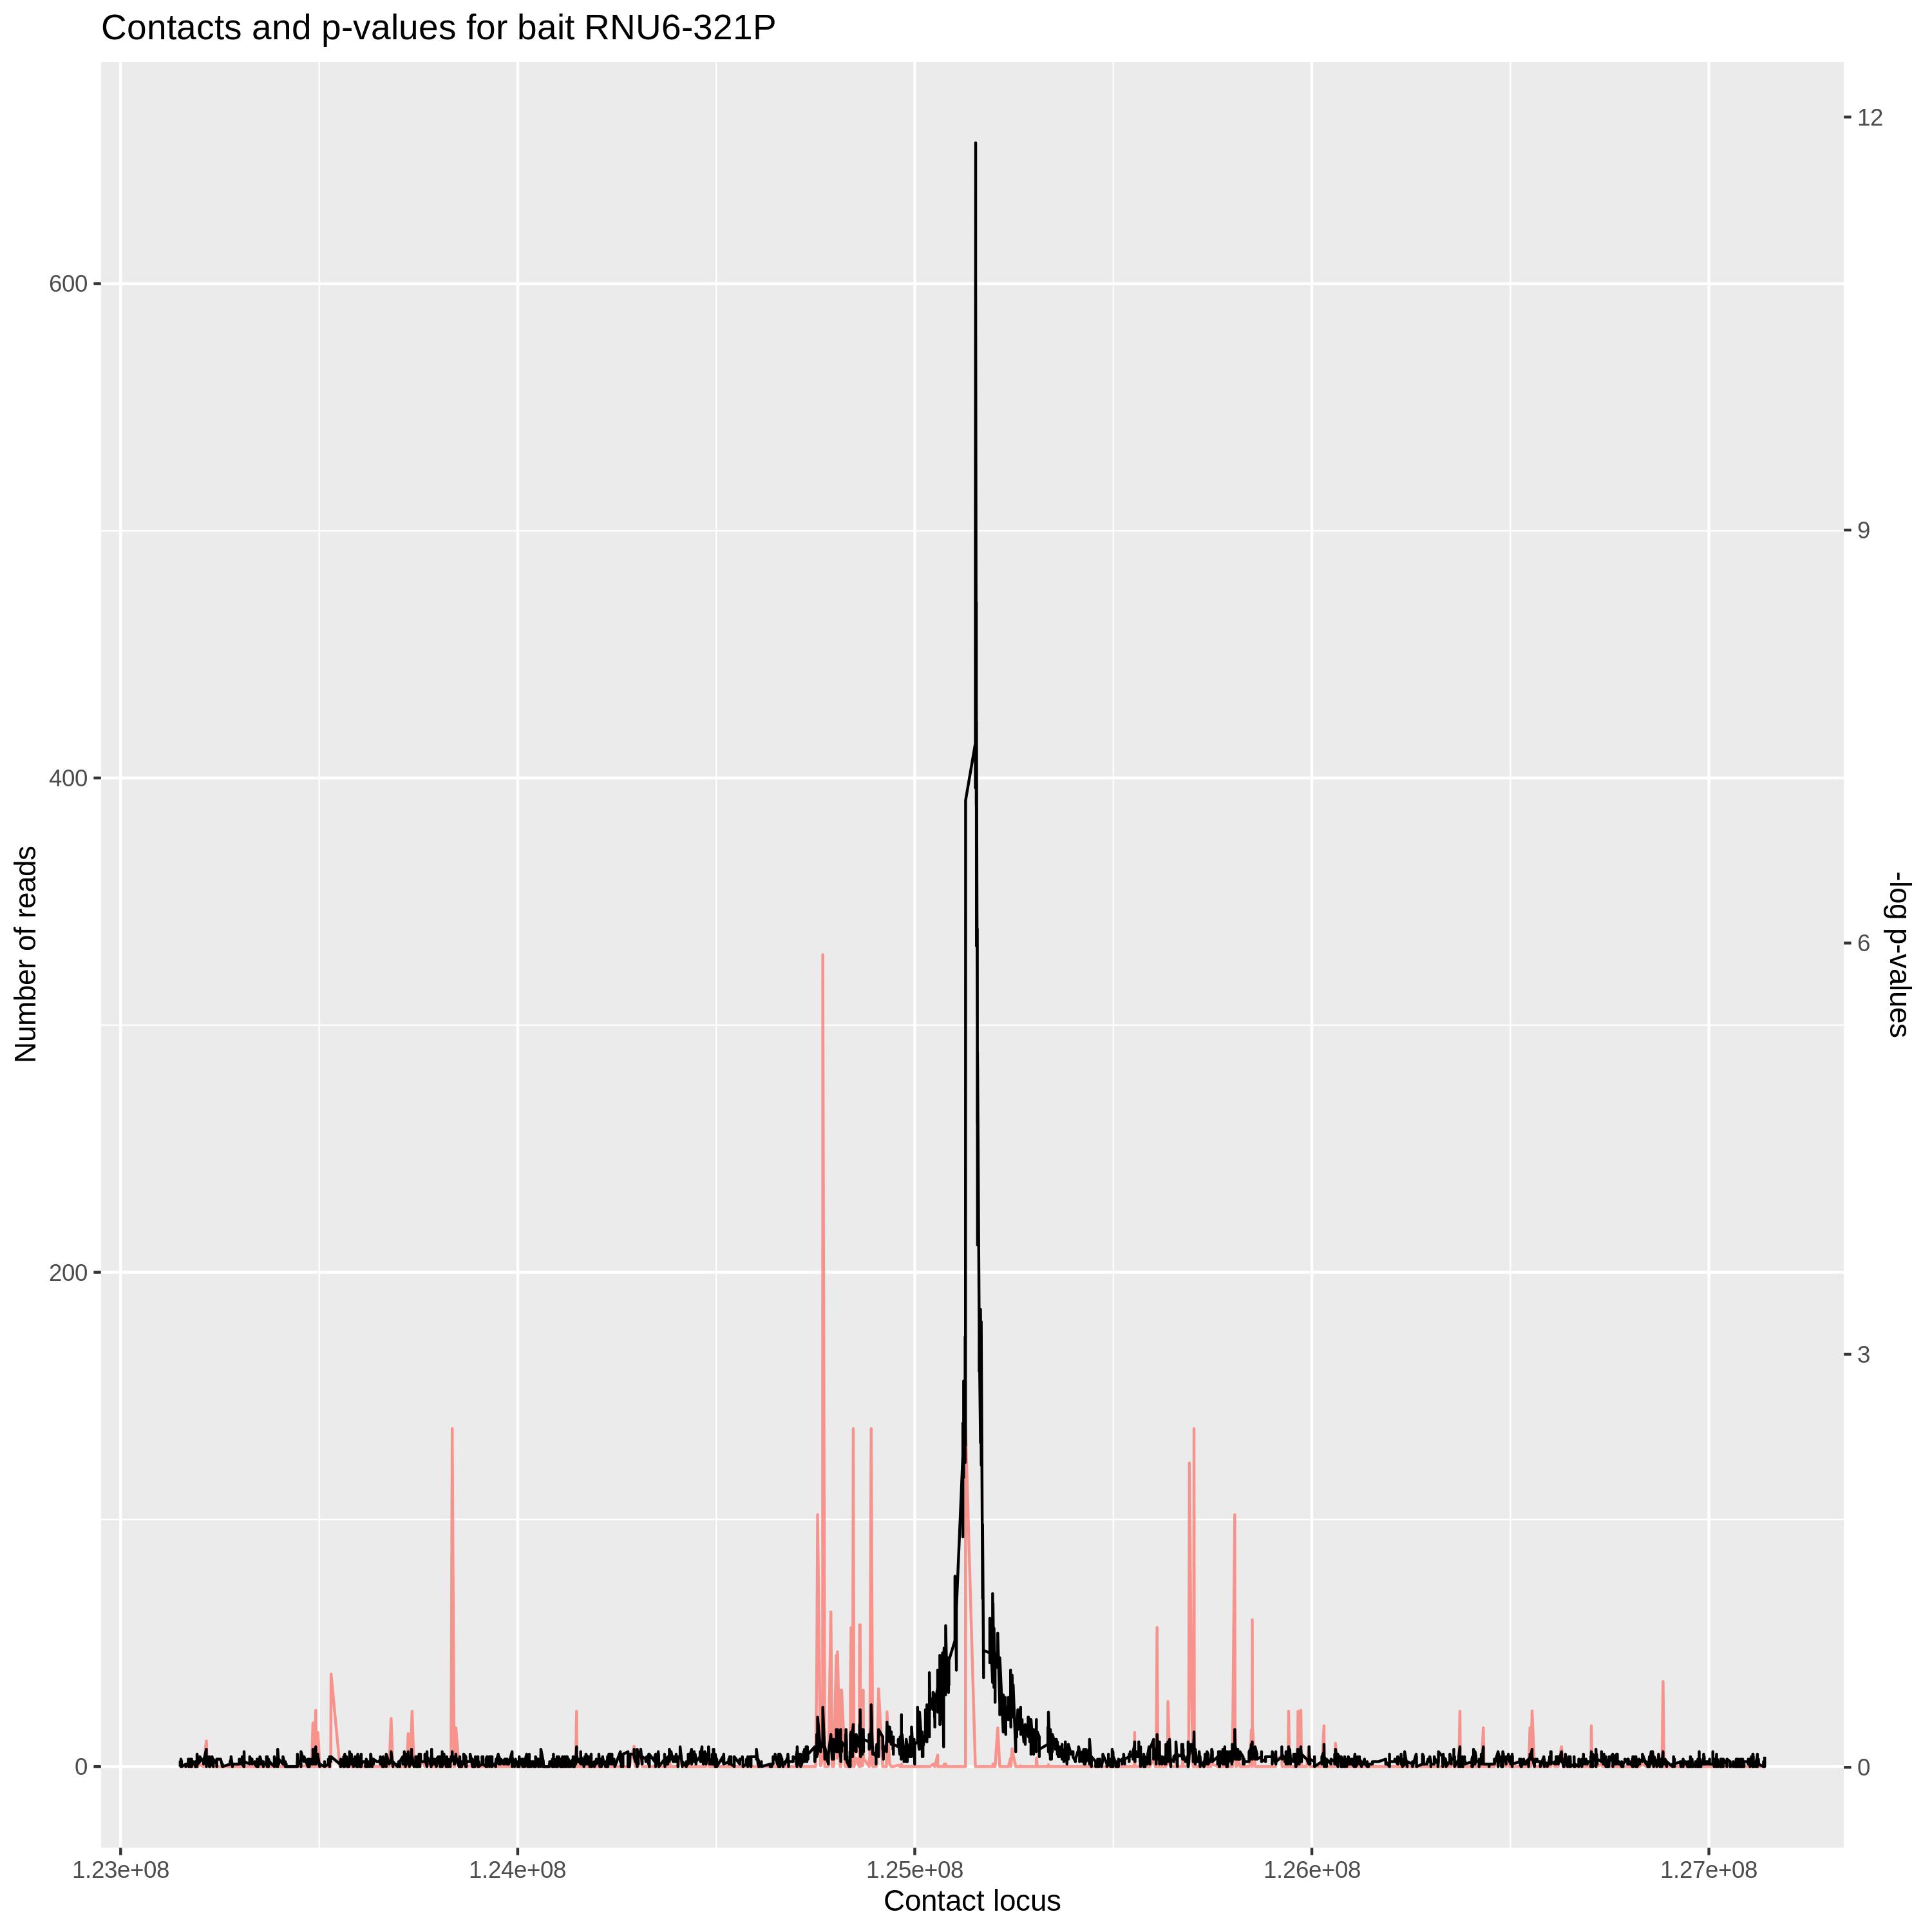 Contacts and p-values for bait RNU6-321P
Number of reads
600
400
200
0
12
9
6
3
0
-log p-values
1.23e+08
1.24e+08
1.25e+08
1.26e+08
1.27e+08
Contact locus